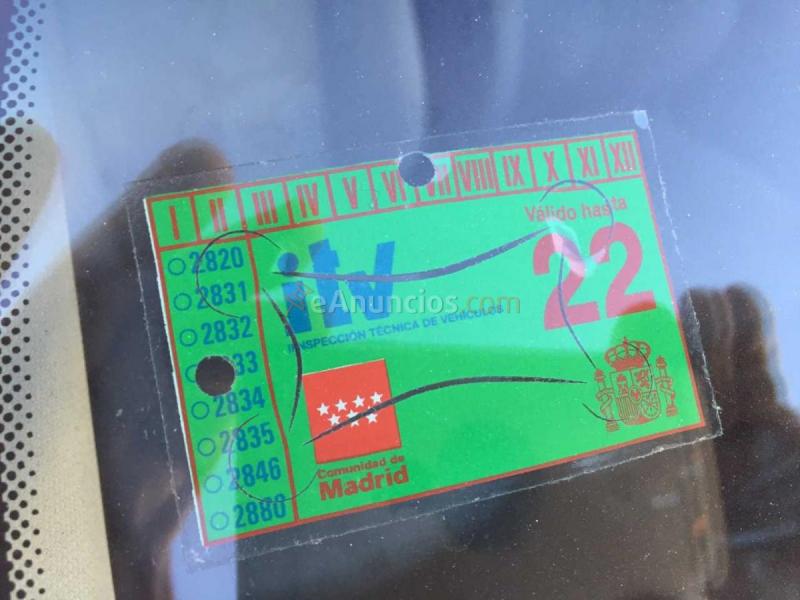 I II III IV V VI VII VIII IX X XI XII
Válido hasta
22
2820
2831
2832
33
2834
2835
2846
2880
itv
INSPECCIÓN TÉCNICA DE VEHÍCULOS
eAnuncios.com
Comunidad de
Madrid